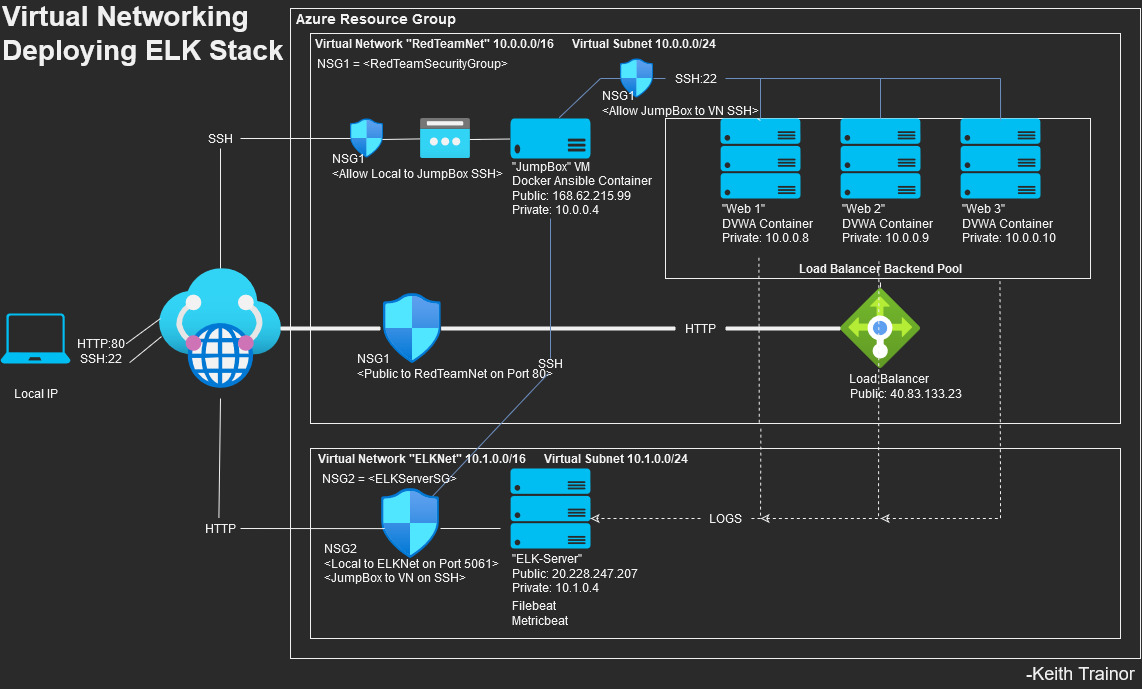 Virtual Networking
Deploying ELK Stack
Azure Resource Group
Virtual Network "RedTeamNet" 10.0.0.0/16 Virtual Subnet 10.0.0.0/24
NSG1 = <RedTeamSecurityGroup>
SSH:22
NSG1
<Allow JumpBox to VN SSH>
SSH
NSG1
<Allow Local to JumpBox SSH>
"JumpBox" VM
Docker Ansible Container
Public: 168.62.215.99
Private: 10.0.0.4
"Web 1"
DVWA Container
Private: 10.0.0.8
"Web 2"
DVWA Container
Private: 10.0.0.9
"Web 3"
DVWA Container
Private: 10.0.0.10
Load Balancer Backend Pool
HTTP:80
SSH:22
Local IP
HTTP
NSG1
<Public to RedTeamNet on Port 80>
SSH
Load Balancer
Public: 40.83.133.23
Virtual Network "ELKNet" 10.1.0.0/16 Virtual Subnet 10.1.0.0/24
NSG2 = <ELKServerSG>
HTTP
LOGS
NSG2
<Local to ELKNet on Port 5061>
<JumpBox to VN on SSH>
"ELK-Server"
Public: 20.228.247.207
Private: 10.1.0.4
Filebeat
Metricbeat
-Keith Trainor